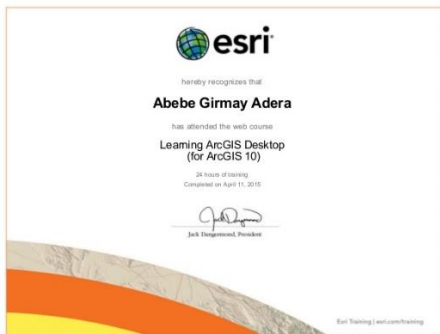 esri
hereby recognizes that
Abebe Girmay Adera
has attended the web course
Learning ArcGIS Desktop
(for ArcGIS 10)
24 hours of training
Completed on April 11, 2015
Jack Dangermond, President
Esri Training | esri.com/training